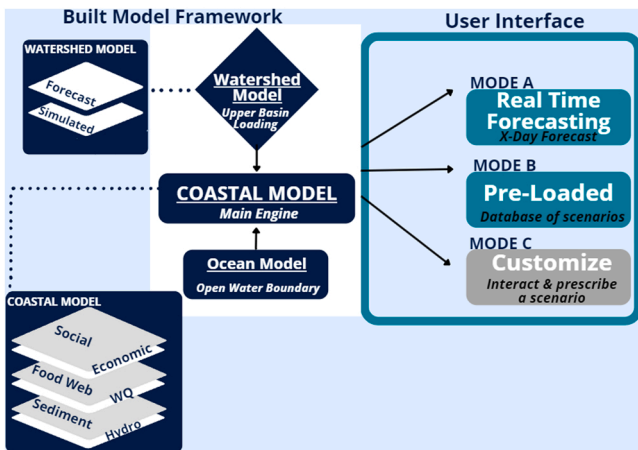 Built Model Framework
User Interface
WATERSHED MODEL
Forecast
Simulated
Watershed
Model
Upper Basin
Loading
COASTAL MODEL
Main Engine
Ocean Model
Open Water Boundary
MODE A
Real Time
Forecasting
X-Day Forecast
MODE B
Pre-Loaded
Database of scenarios
MODE C
Customize
Interact & prescribe
a scenario
COASTAL MODEL
Social
Economic
Food Web
WQ
Sediment
Hydro